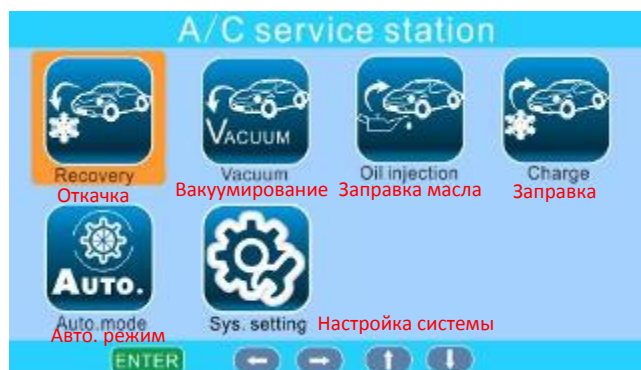 A/C service station
VACUUM
Recovery Vacuum Oil injection Charge
Откачка Вакуумирование Заправка масла Заправка
AUTO.
Auto.mode Sys. setting Настройка системы
Авто. режим
ENTER